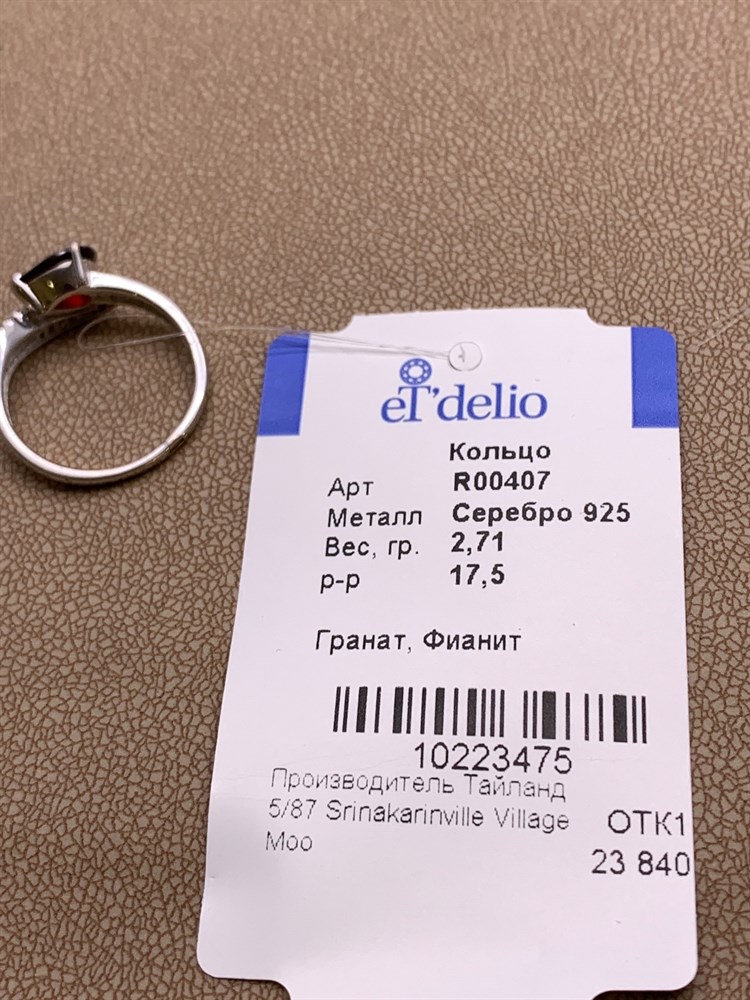 eT'delio
Кольцо
Арт R00407
Металл Серебро 925
Вес, гр. 2,71
р-р 17,5
Гранат, Фианит
10223475
Производитель Тайланд
5/87 Srinakarinville Village
Moo
ОТК1
23 840